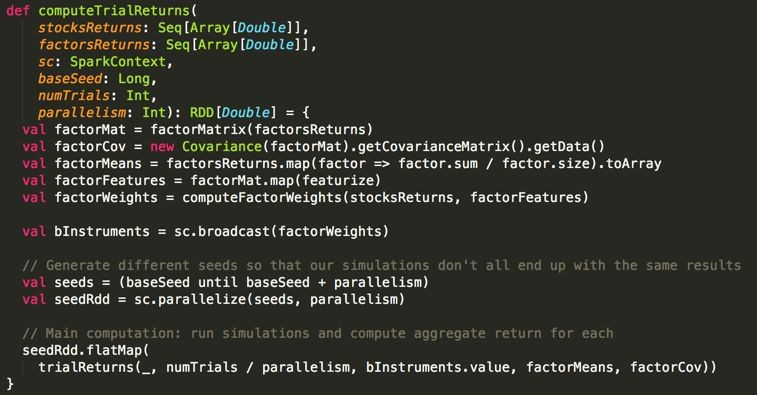 def computeTrialReturns(
    stocksReturns: Seq[Array[Double]],
    factorsReturns: Seq[Array[Double]],
    sc: SparkContext,
    baseSeed: Long,
    numTrials: Int,
    parallelism: Int): RDD[Double] = {
  val factorMat = factorMatrix(factorsReturns)
  val factorCov = new Covariance(factorMat).getCovarianceMatrix().getData()
  val factorMeans = factorsReturns.map(factor => factor.sum / factor.size).toArray
  val factorFeatures = factorMat.map(featurize)
  val factorWeights = computeFactorWeights(stocksReturns, factorFeatures)

  val bInstruments = sc.broadcast(factorWeights)

  // Generate different seeds so that our simulations don't all end up with the same results
  val seeds = (baseSeed until baseSeed + parallelism)
  val seedRdd = sc.parallelize(seeds, parallelism)

  // Main computation: run simulations and compute aggregate return for each
  seedRdd.flatMap(
    trialReturns(_, numTrials / parallelism, bInstruments.value, factorMeans, factorCov))
}